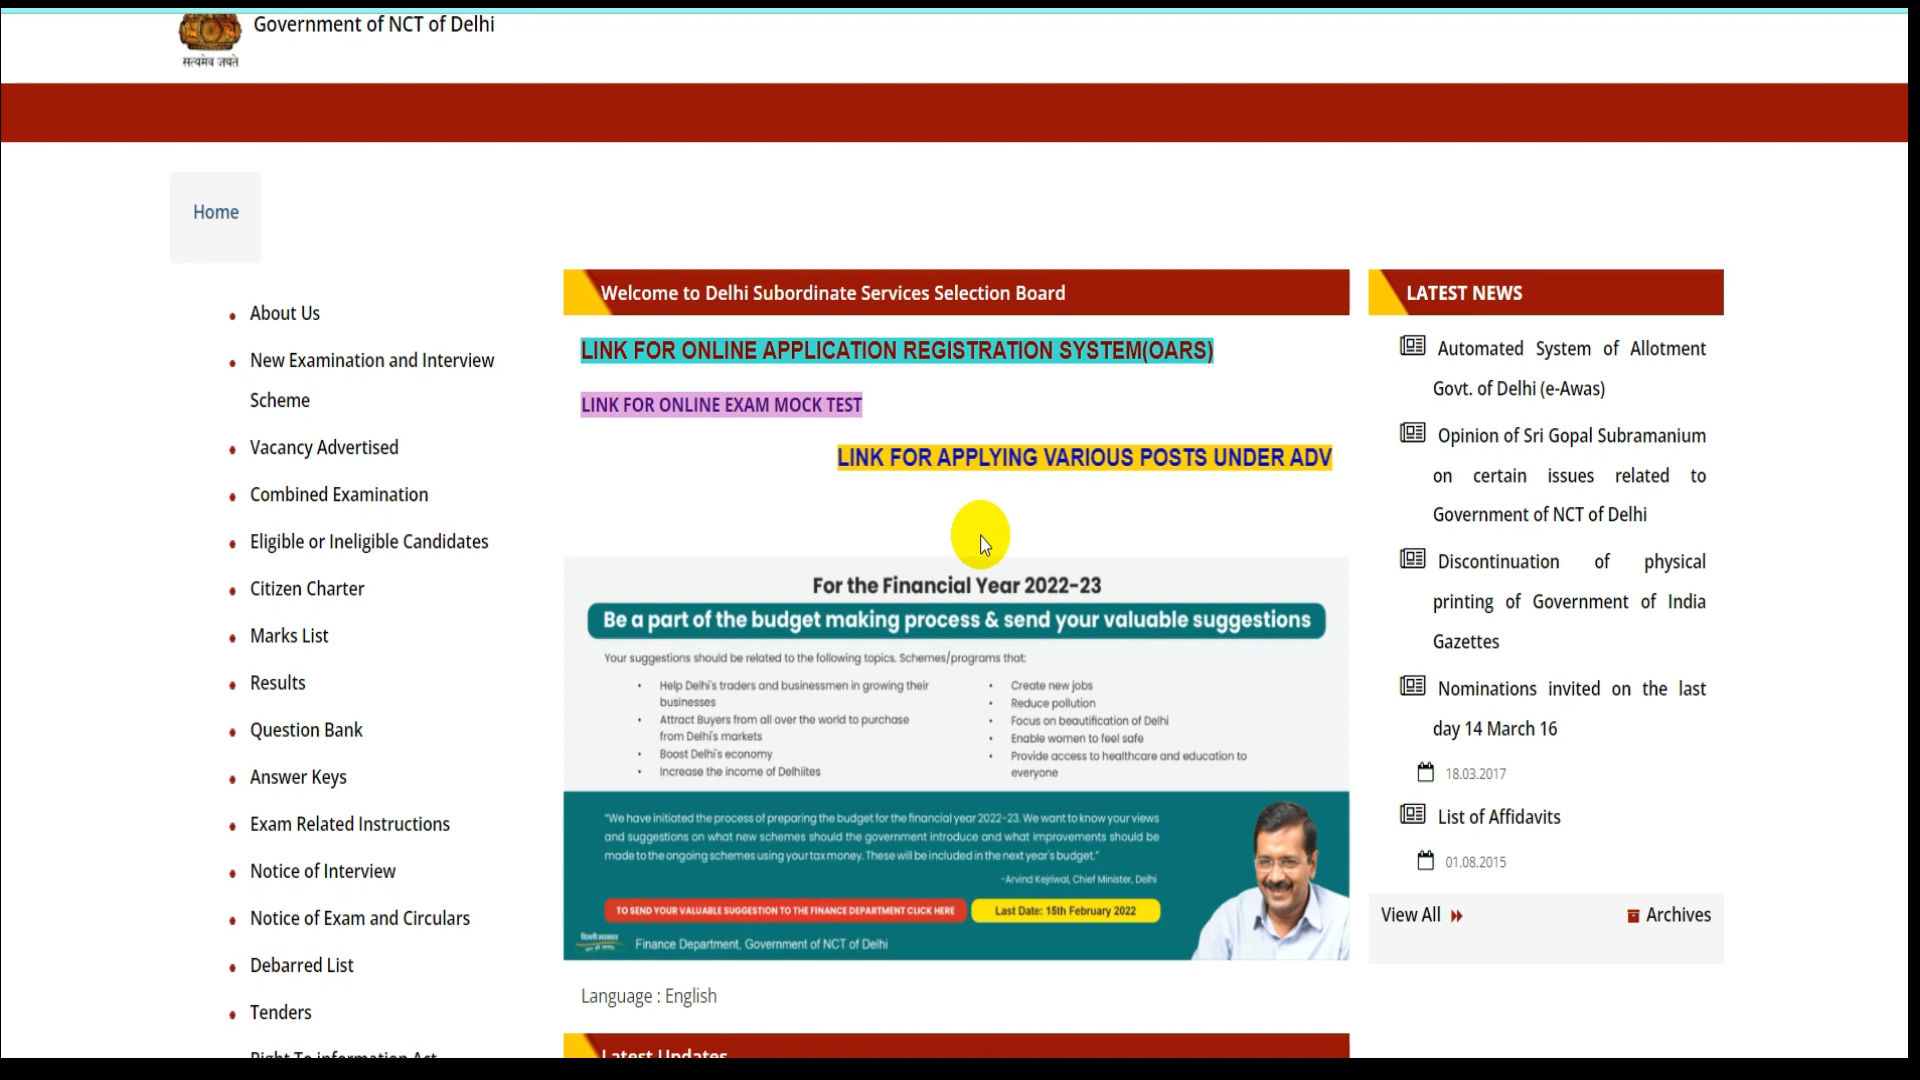 Government of NCT of Delhi
सत्यमेव जयते
Home
About Us
New Examination and Interview
Scheme
Vacancy Advertised
Combined Examination
Eligible or Ineligible Candidates
Citizen Charter
Marks List
Results
Question Bank
Answer Keys
Exam Related Instructions
Notice of Interview
Notice of Exam and Circulars
Debarred List
Tenders
Right To information Act
Welcome to Delhi Subordinate Services Selection Board
LINK FOR ONLINE APPLICATION REGISTRATION SYSTEM(OARS)
LINK FOR ONLINE EXAM MOCK TEST
LINK FOR APPLYING VARIOUS POSTS UNDER ADV
For the Financial Year 2022-23
Be a part of the budget making process & send your valuable suggestions
Your suggestions should be related to the following topics. Schemes/programs that:
• Help Delhi's traders and businessmen in growing their
businesses
• Attract Buyers from all over the world to purchase
from Delhi's markets
• Boost Delhi's economy
• Increase the income of Delhiites
• Create new jobs
• Reduce pollution
• Focus on beautification of Delhi
• Enable women to feel safe
• Provide access to healthcare and education to
everyone
"We have initiated the process of preparing the budget for the financial year 2022-23. We want to know your views
and suggestions on what new schemes should the government introduce and what improvements should be
made to the ongoing schemes using your tax money. These will be included in the next year's budget."
-Arvind Kejriwal, Chief Minister, Delhi
TO SEND YOUR VALUABLE SUGGESTION TO THE FINANCE DEPARTMENT CLICK HERE
Last Date: 15th February 2022
Finance Department, Government of NCT of Delhi
Language : English
Latest Updates
LATEST NEWS
Automated System of Allotment
Govt. of Delhi (e-Awas)
Opinion of Sri Gopal Subramanium
on certain issues related to
Government of NCT of Delhi
Discontinuation of physical
printing of Government of India
Gazettes
Nominations invited on the last
day 14 March 16
18.03.2017
List of Affidavits
01.08.2015
View All
Archives